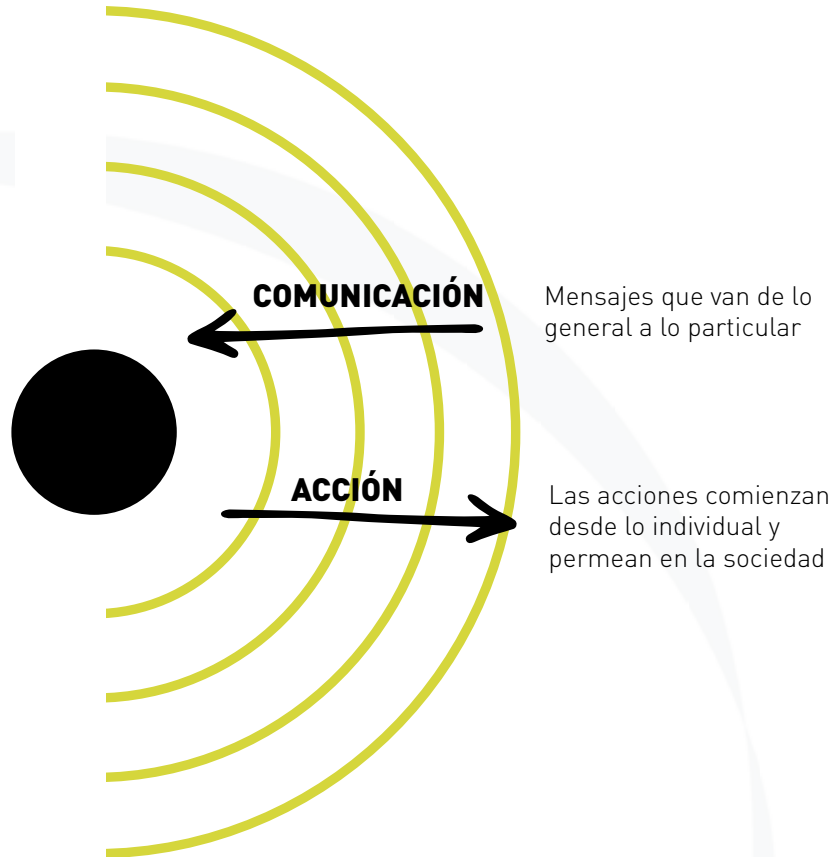 COMUNICACIÓN
Mensajes que van de lo
general a lo particular
ACCIÓN
Las acciones comienzan
desde lo individual y
permean en la sociedad